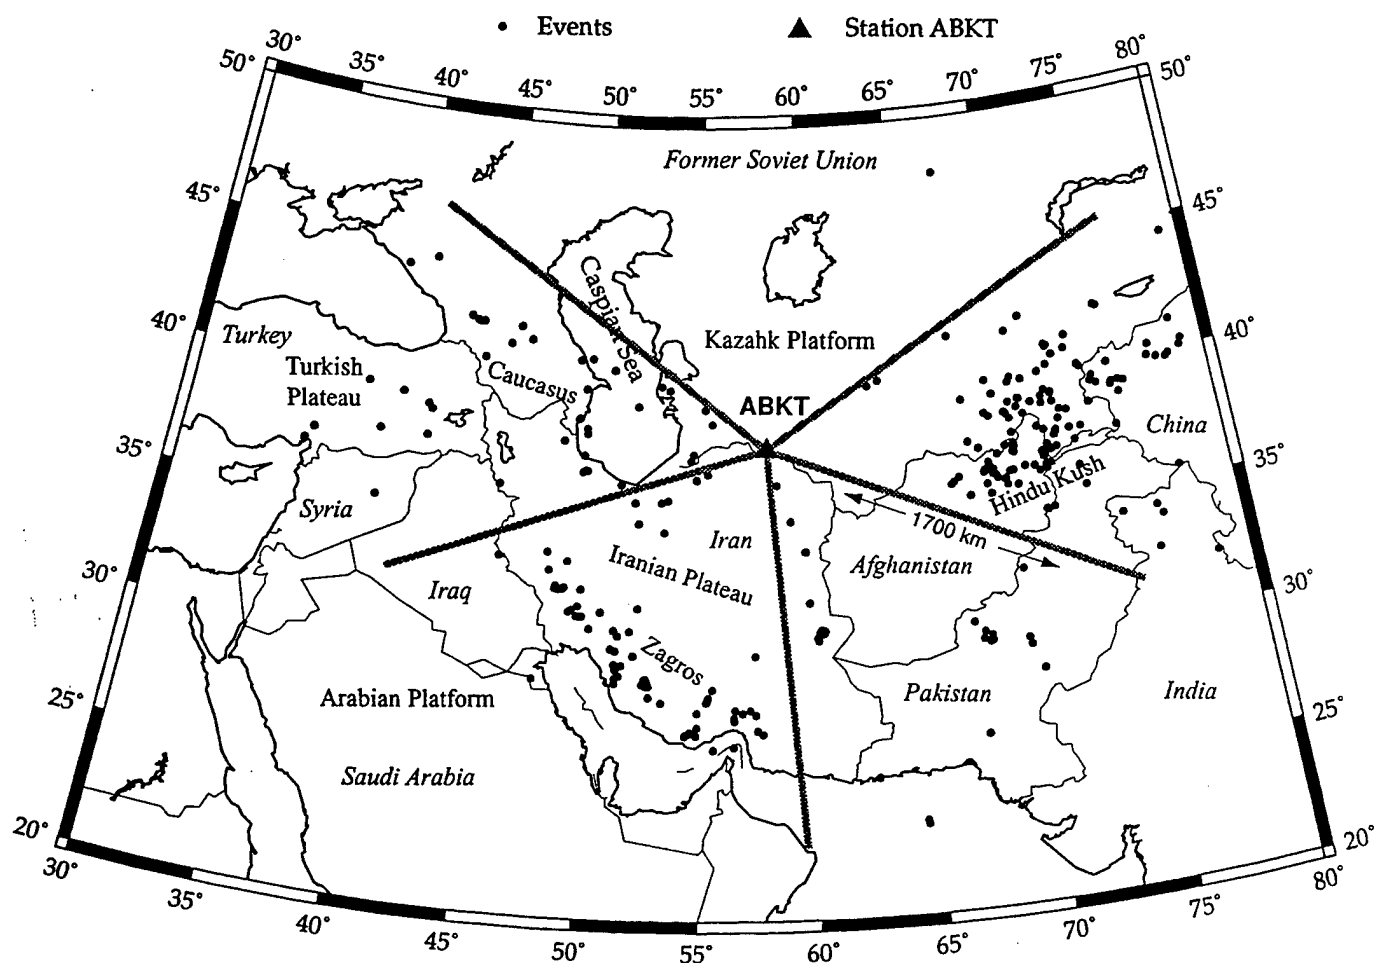 Events
Station ABKT
30°
35°
40°
45°
50°
55°
60°
65°
70°
75°
80°
50°
50°
45°
45°
40°
40°
35°
35°
30°
30°
25°
25°
20°
20°
30°
35°
40°
45°
50°
55°
60°
65°
70°
75°
80°
Former Soviet Union
Caspian Sea
Kazahk Platform
Turkey
Turkish
Plateau
Caucasus
ABKT
China
Syria
Hindu Kush
1700 km
Iran
Iranian Plateau
Afghanistan
Iraq
Zagros
Arabian Platform
Pakistan
India
Saudi Arabia